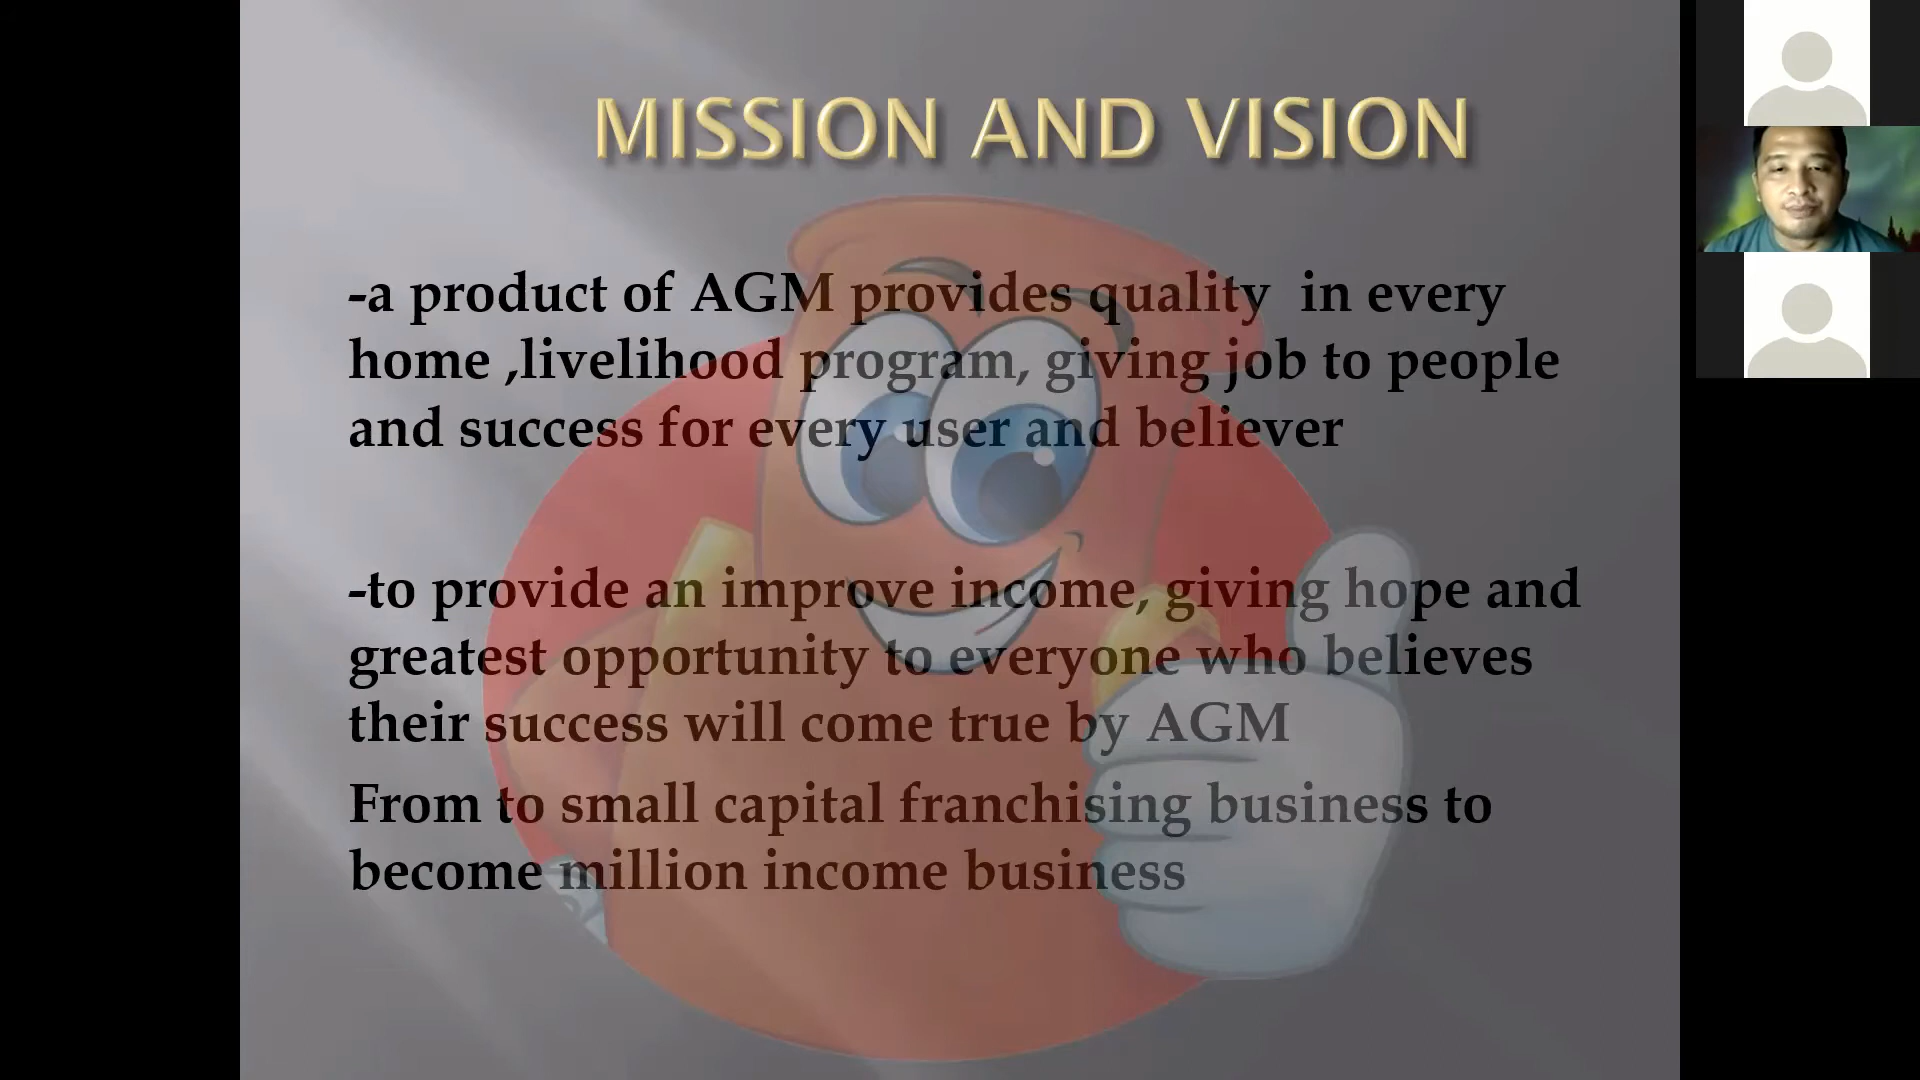 MISSION AND VISION
-a product of AGM provides quality  in every
home ,livelihood program, giving job to people
and success for every user and believer
-to provide an improve income, giving hope and
greatest opportunity to everyone who believes
their success will come true by AGM
From to small capital franchising business to
become million income business